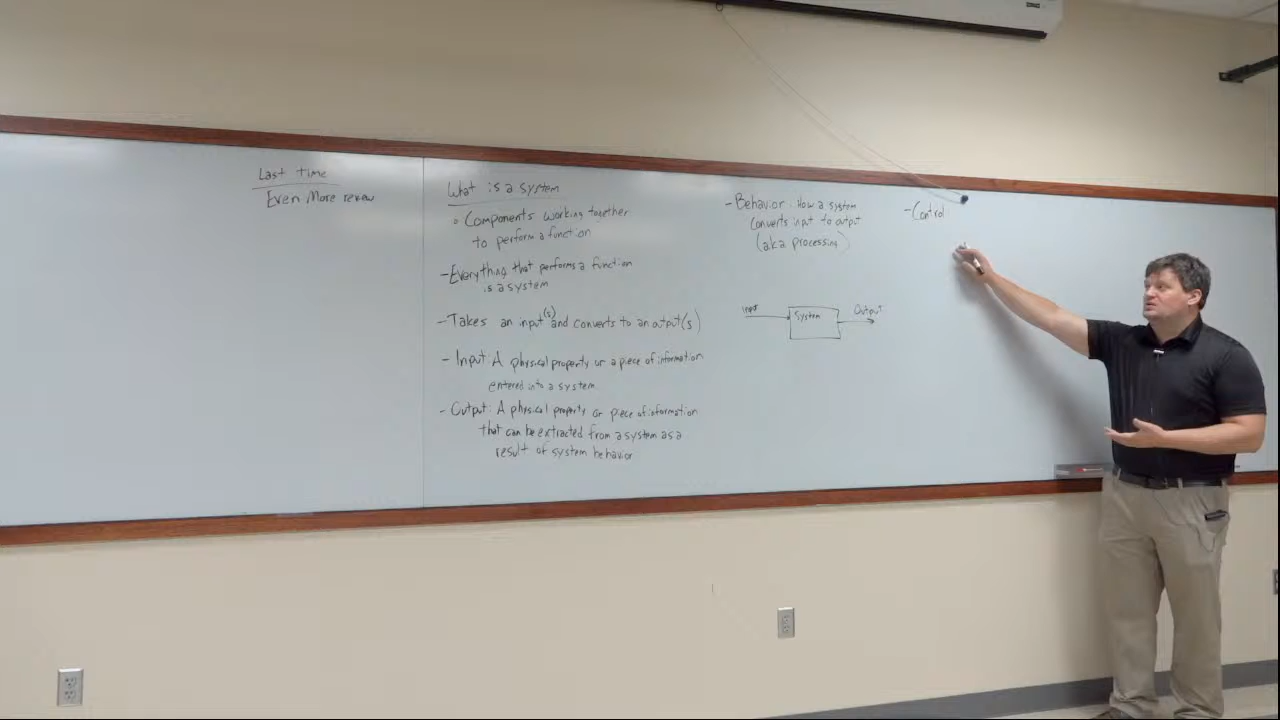 Last time
Even More review
What is a system
Components working together
to perform a function
- Everything that performs a function
is a system
- Takes an input(s) and converts to an output(s)
- Input: A physical property or a piece of information
entered into a system
- Output: A physical property or piece of information
that can be extracted from a system as a
result of system behavior
- Behavior: How a system
converts input to output
(aka processing)
Input
System
Output
- Control